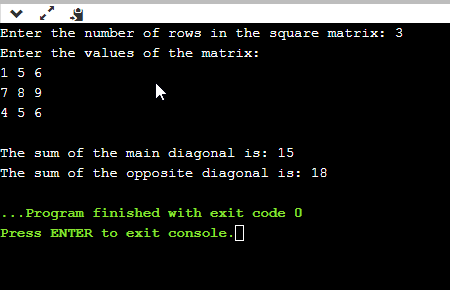 Enter the number of rows in the square matrix: 3
Enter the values of the matrix:
1 5 6
7 8 9
4 5 6
The sum of the main diagonal is: 15
The sum of the opposite diagonal is: 18
...Program finished with exit code 0
Press ENTER to exit console.